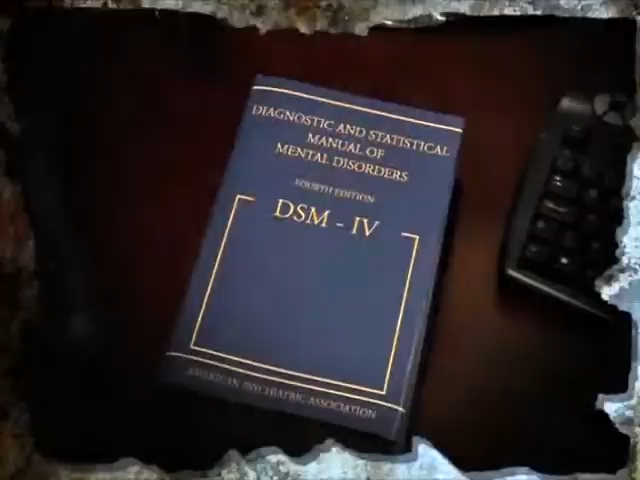 DIAGNOSTIC AND STATISTICAL
MANUAL OF
MENTAL DISORDERS
FOURTH EDITION
DSM - IV
AMERICAN PSYCHIATRIC ASSOCIATION